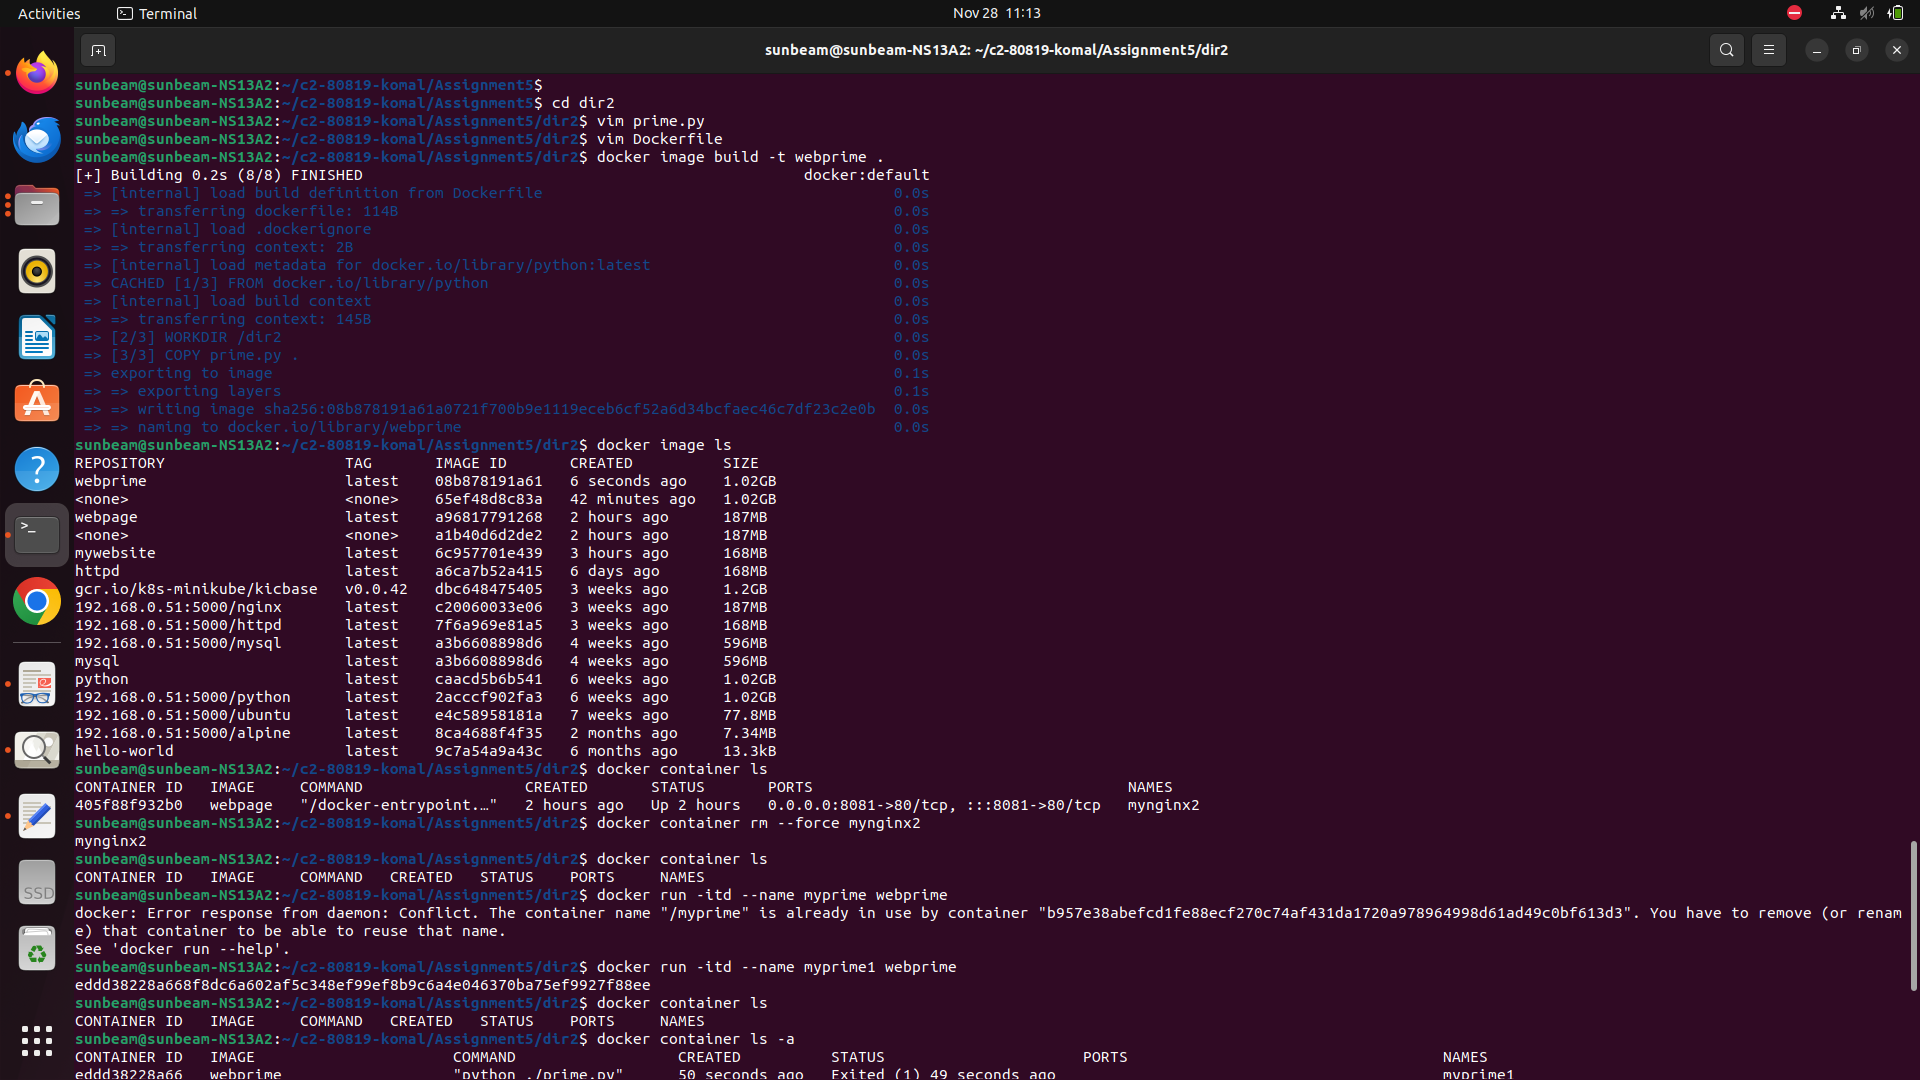 Activities
Terminal
Nov 28 11:13
sunbeam@sunbeam-NS13A2: ~/c2-80819-komal/Assignment5/dir2
sunbeam@sunbeam-NS13A2:~/c2-80819-komal/Assignment5$
sunbeam@sunbeam-NS13A2:~/c2-80819-komal/Assignment5$ cd dir2
sunbeam@sunbeam-NS13A2:~/c2-80819-komal/Assignment5/dir2$ vim prime.py
sunbeam@sunbeam-NS13A2:~/c2-80819-komal/Assignment5/dir2$ vim Dockerfile
sunbeam@sunbeam-NS13A2:~/c2-80819-komal/Assignment5/dir2$ docker image build -t webprime .
[+] Building 0.2s (8/8) FINISHED docker:default
=> [internal] load build definition from Dockerfile 0.0s
=> => transferring dockerfile: 114B 0.0s
=> [internal] load .dockerignore 0.0s
=> => transferring context: 2B 0.0s
=> [internal] load metadata for docker.io/library/python:latest 0.0s
=> CACHED [1/3] FROM docker.io/library/python 0.0s
=> [internal] load build context 0.0s
=> => transferring context: 145B 0.0s
=> [2/3] WORKDIR /dir2 0.0s
=> [3/3] COPY prime.py . 0.0s
=> exporting to image 0.1s
=> => exporting layers 0.1s
=> => writing image sha256:08b878191a61a0721f700b9e1119eceb6cf52a6d34bcfaec46c7df23c2e0b 0.0s
=> => naming to docker.io/library/webprime 0.0s
sunbeam@sunbeam-NS13A2:~/c2-80819-komal/Assignment5/dir2$ docker image ls
REPOSITORY TAG IMAGE ID CREATED SIZE
webprime latest 08b878191a61 6 seconds ago 1.02GB
<none> <none> 65ef48d8c83a 42 minutes ago 1.02GB
webpage latest a96817791268 2 hours ago 187MB
<none> <none> a1b40d6d2de2 2 hours ago 187MB
mywebsite latest 6c957701e439 3 hours ago 168MB
httpd latest a6ca7b52a415 6 days ago 168MB
gcr.io/k8s-minikube/kicbase v0.0.42 dbc648475405 3 weeks ago 1.2GB
192.168.0.51:5000/nginx latest c20060033e06 3 weeks ago 187MB
192.168.0.51:5000/httpd latest 7f6a969e81a5 3 weeks ago 168MB
192.168.0.51:5000/mysql latest a3b6608898d6 4 weeks ago 596MB
mysql latest a3b6608898d6 4 weeks ago 596MB
python latest caacd5b6b541 6 weeks ago 1.02GB
192.168.0.51:5000/python latest 2acccf902fa3 6 weeks ago 1.02GB
192.168.0.51:5000/ubuntu latest e4c58958181a 7 weeks ago 77.8MB
192.168.0.51:5000/alpine latest 8ca4688f4f35 2 months ago 7.34MB
hello-world latest 9c7a54a9a43c 6 months ago 13.3kB
sunbeam@sunbeam-NS13A2:~/c2-80819-komal/Assignment5/dir2$ docker container ls
CONTAINER ID IMAGE COMMAND CREATED STATUS PORTS NAMES
405f88f932b0 webpage "/docker-entrypoint.…" 2 hours ago Up 2 hours 0.0.0.0:8081->80/tcp, :::8081->80/tcp mynginx2
sunbeam@sunbeam-NS13A2:~/c2-80819-komal/Assignment5/dir2$ docker container rm --force mynginx2
mynginx2
sunbeam@sunbeam-NS13A2:~/c2-80819-komal/Assignment5/dir2$ docker container ls
CONTAINER ID IMAGE COMMAND CREATED STATUS PORTS NAMES
sunbeam@sunbeam-NS13A2:~/c2-80819-komal/Assignment5/dir2$ docker run -itd --name myprime webprime
docker: Error response from daemon: Conflict. The container name "/myprime" is already in use by container "b957e38abefcd1fe88ecf270c74af431da1720a978964998d61ad49c0bf613d3". You have to remove (or renam
e) that container to be able to reuse that name.
See 'docker run --help'.
sunbeam@sunbeam-NS13A2:~/c2-80819-komal/Assignment5/dir2$ docker run -itd --name myprime1 webprime
eddd38228a668f8dc6a602af5c348ef99ef8b9c6a4e046370ba75ef9927f88ee
sunbeam@sunbeam-NS13A2:~/c2-80819-komal/Assignment5/dir2$ docker container ls
CONTAINER ID IMAGE COMMAND CREATED STATUS PORTS NAMES
sunbeam@sunbeam-NS13A2:~/c2-80819-komal/Assignment5/dir2$ docker container ls -a
CONTAINER ID IMAGE COMMAND CREATED STATUS PORTS NAMES
eddd38228a66 webprime "python ./prime.py" 50 seconds ago Exited (1) 49 seconds ago myprime1
SSD